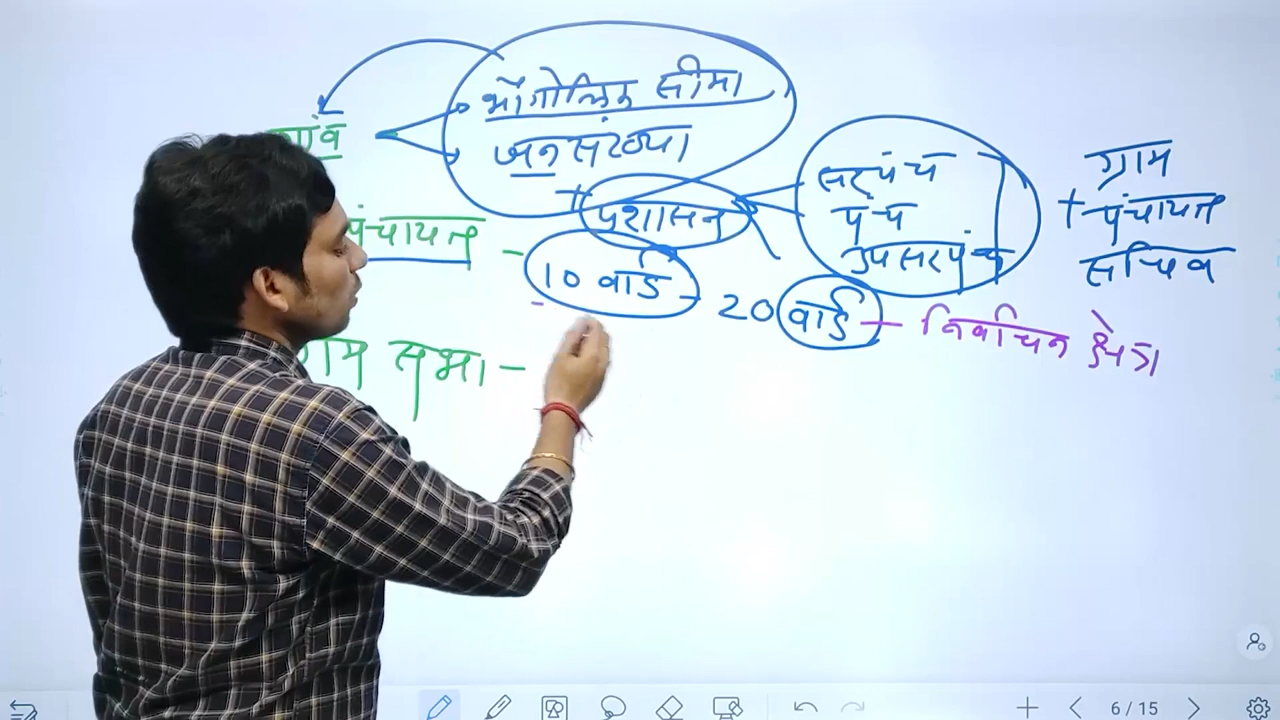 भौगोलिक सीमा
गांव
जनसंख्या
+ प्रशासन
सरपंच
पंच
उपसरपंच
ग्राम
+ पंचायत
सचिव
पंचायत -
10 वार्ड - 20 वार्ड - निर्वाचन क्षेत्र
ग्राम सभा -
6 / 15